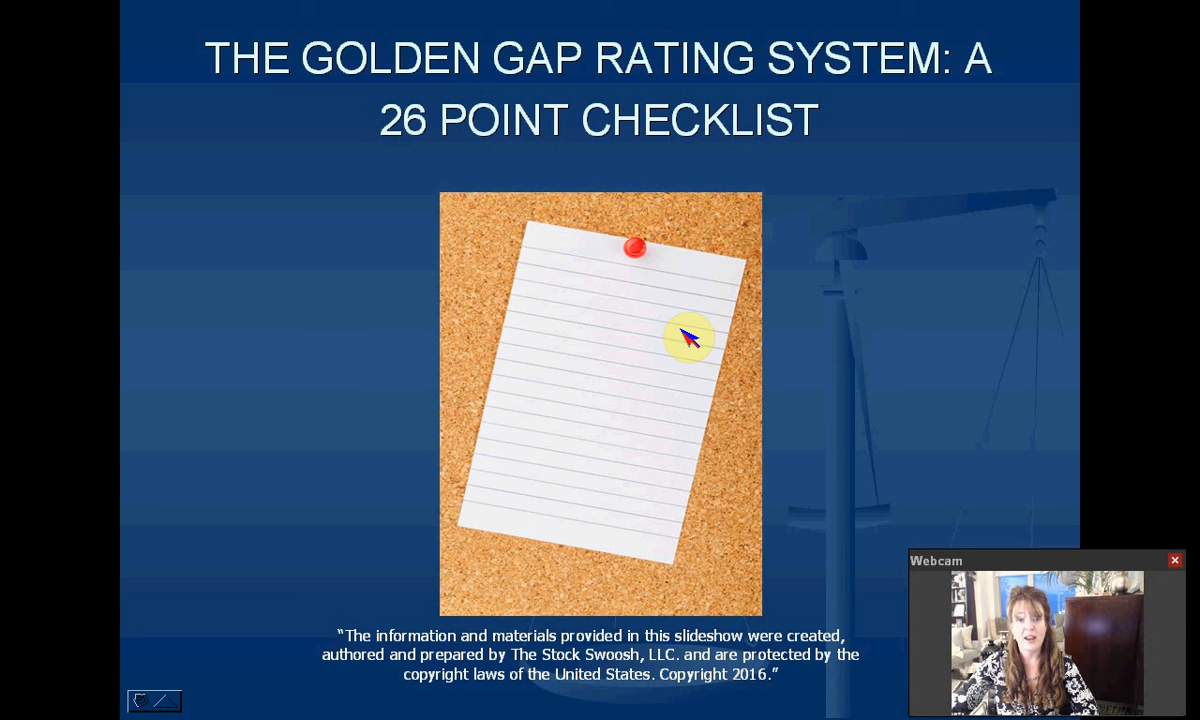 THE GOLDEN GAP RATING SYSTEM: A
26 POINT CHECKLIST
“The information and materials provided in this slideshow were created,
authored and prepared by The Stock Swoosh, LLC. and are protected by the
copyright laws of the United States. Copyright 2016.”
Webcam